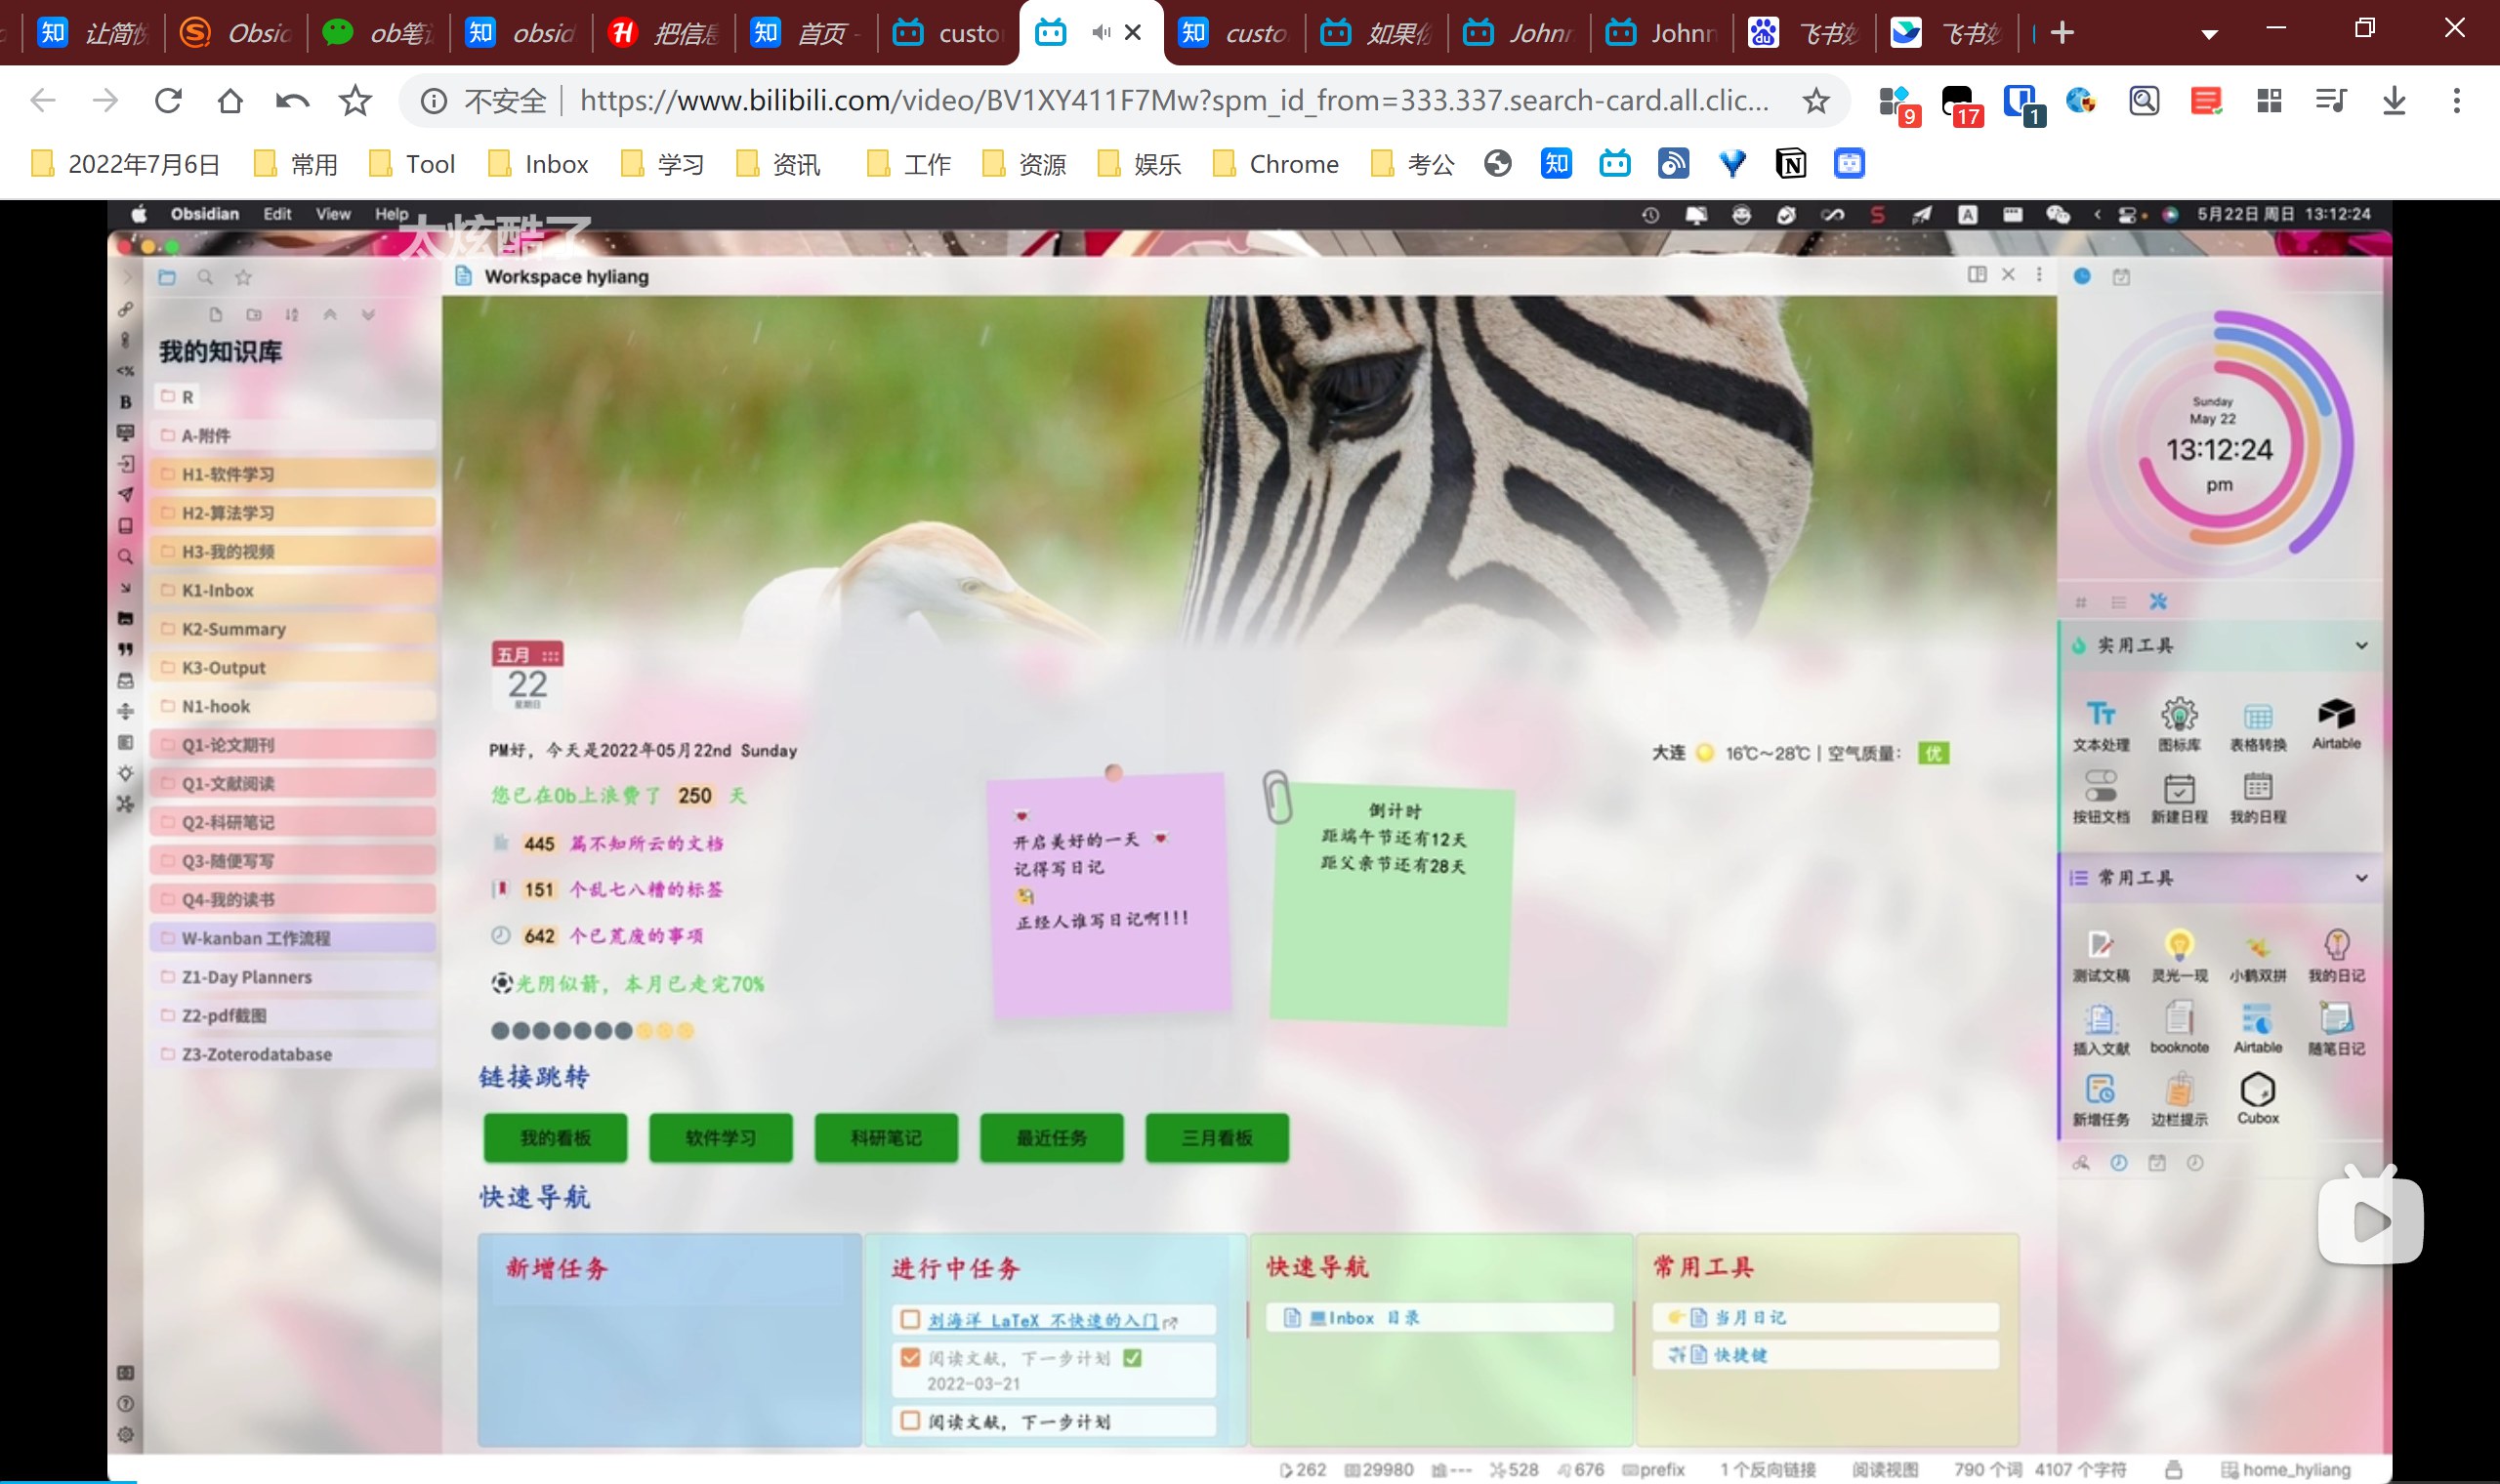 让简
Obsid
ob笔
obsid
把信息
首页 -
custo
custo
如果你
Johnn
Johnn
飞书妙
飞书妙
不安全
https://www.bilibili.com/video/BV1XY411F7Mw?spm_id_from=333.337.search-card.all.clic...
9
17
1
2022年7月6日
常用
Tool
Inbox
学习
资讯
工作
资源
娱乐
Chrome
考公
Obsidian Edit View Help
5月22日 周日 13:12:24
太炫酷了
Workspace hyliang
我的知识库
R
A-附件
H1-软件学习
H2-算法学习
H3-我的视频
K1-Inbox
K2-Summary
K3-Output
N1-hook
Q1-论文期刊
Q1-文献阅读
Q2-科研笔记
Q3-随便写写
Q4-我的读书
W-kanban 工作流程
Z1-Day Planners
Z2-pdf截图
Z3-Zoterodatabase
五月
22
星期日
PM好, 今天是2022年05月22nd Sunday
您已在Ob上浪费了 250 天
445 篇不知所云的文档
151 个乱七八糟的标签
642 个已荒废的事项
光阴似箭, 本月已走完70%
大连 16℃~28℃ | 空气质量: 优
开启美好的一天
记得写日记
正经人谁写日记啊!!!
倒计时
距端午节还有12天
距父亲节还有28天
链接跳转
我的看板
软件学习
科研笔记
最近任务
三月看板
快速导航
新增任务
进行中任务
刘海洋 LaTeX 不快速的入门
阅读文献, 下一步计划
2022-03-21
阅读文献, 下一步计划
快速导航
Inbox 目录
常用工具
当月日记
快捷键
Sunday
May 22
13:12:24
pm
实用工具
文本处理
图标库
表格转换
Airtable
按钮文档
新建日程
我的日程
常用工具
测试文稿
灵光一现
小鹤双拼
我的日记
插入文献
booknote
Airtable
随笔日记
新增任务
边栏提示
Cubox
262
29980
---
528
676
prefix
1 个反向链接
阅读视图
790 个词 4107 个字符
home_hyliang